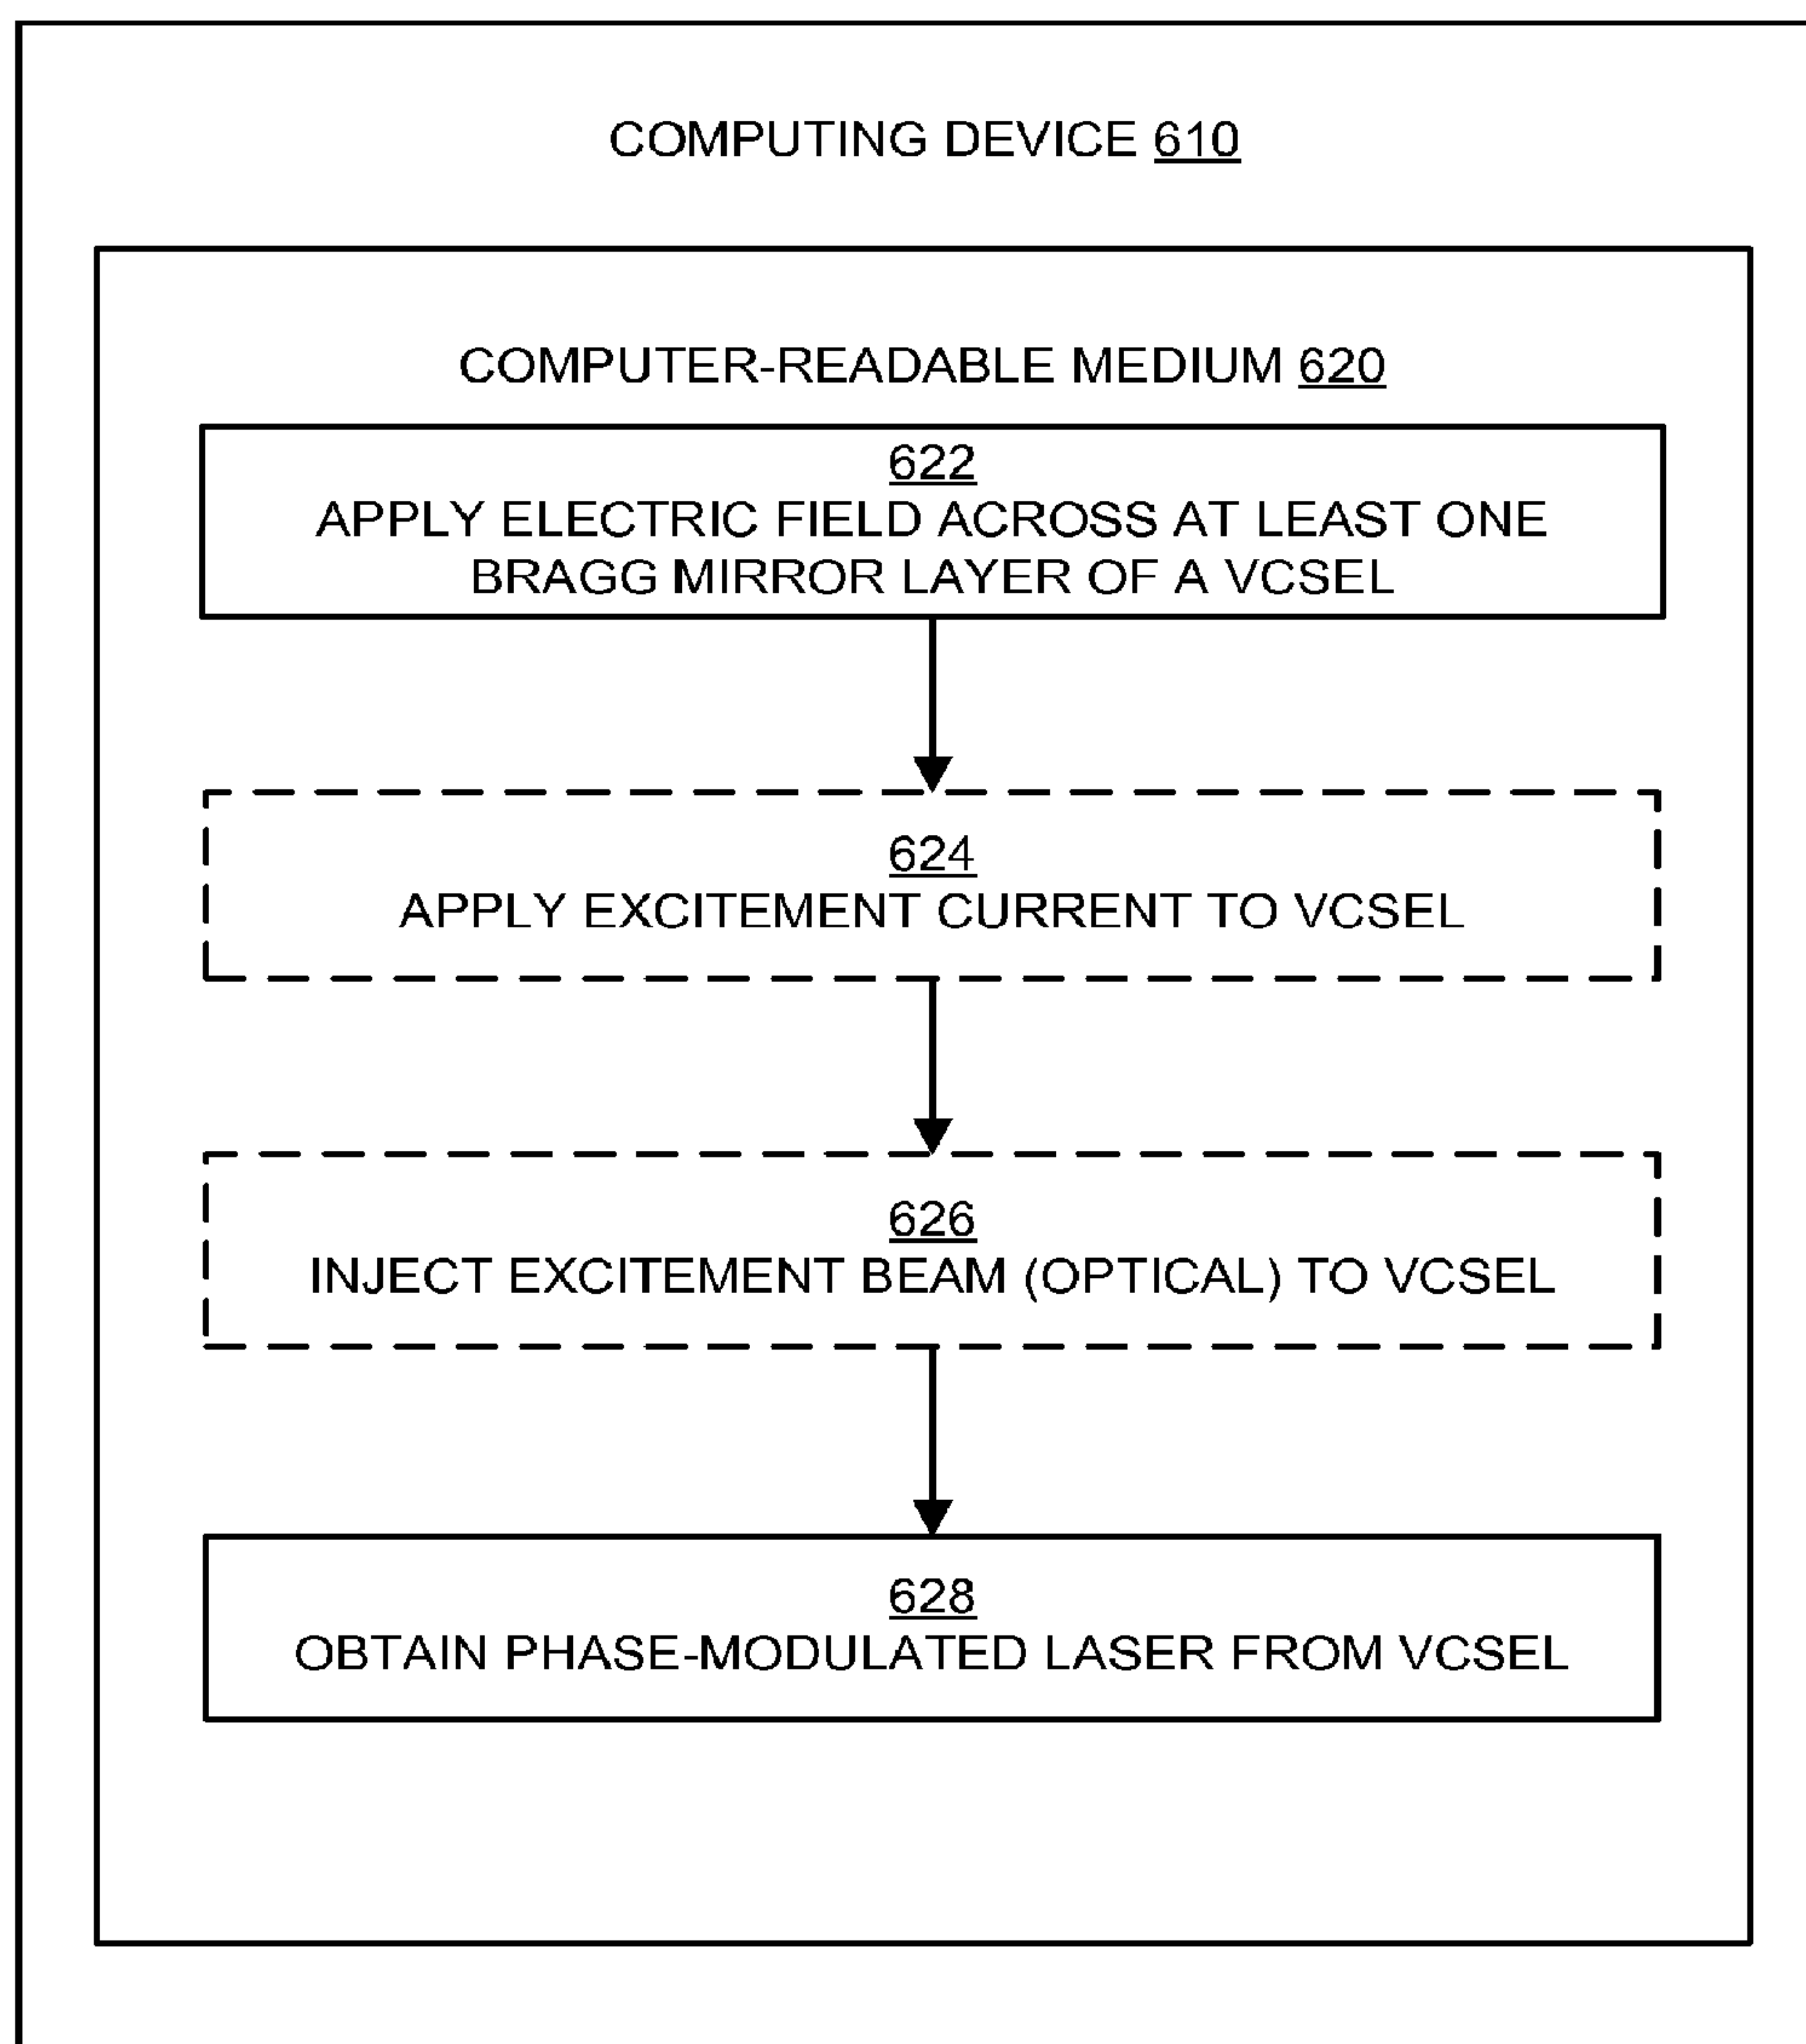 COMPUTING DEVICE 610
COMPUTER-READABLE MEDIUM 620
622
APPLY ELECTRIC FIELD ACROSS AT LEAST ONE
BRAGG MIRROR LAYER OF A VCSEL
624
APPLY EXCITEMENT CURRENT TO VCSEL
626
INJECT EXCITEMENT BEAM (OPTICAL) TO VCSEL
628
OBTAIN PHASE-MODULATED LASER FROM VCSEL